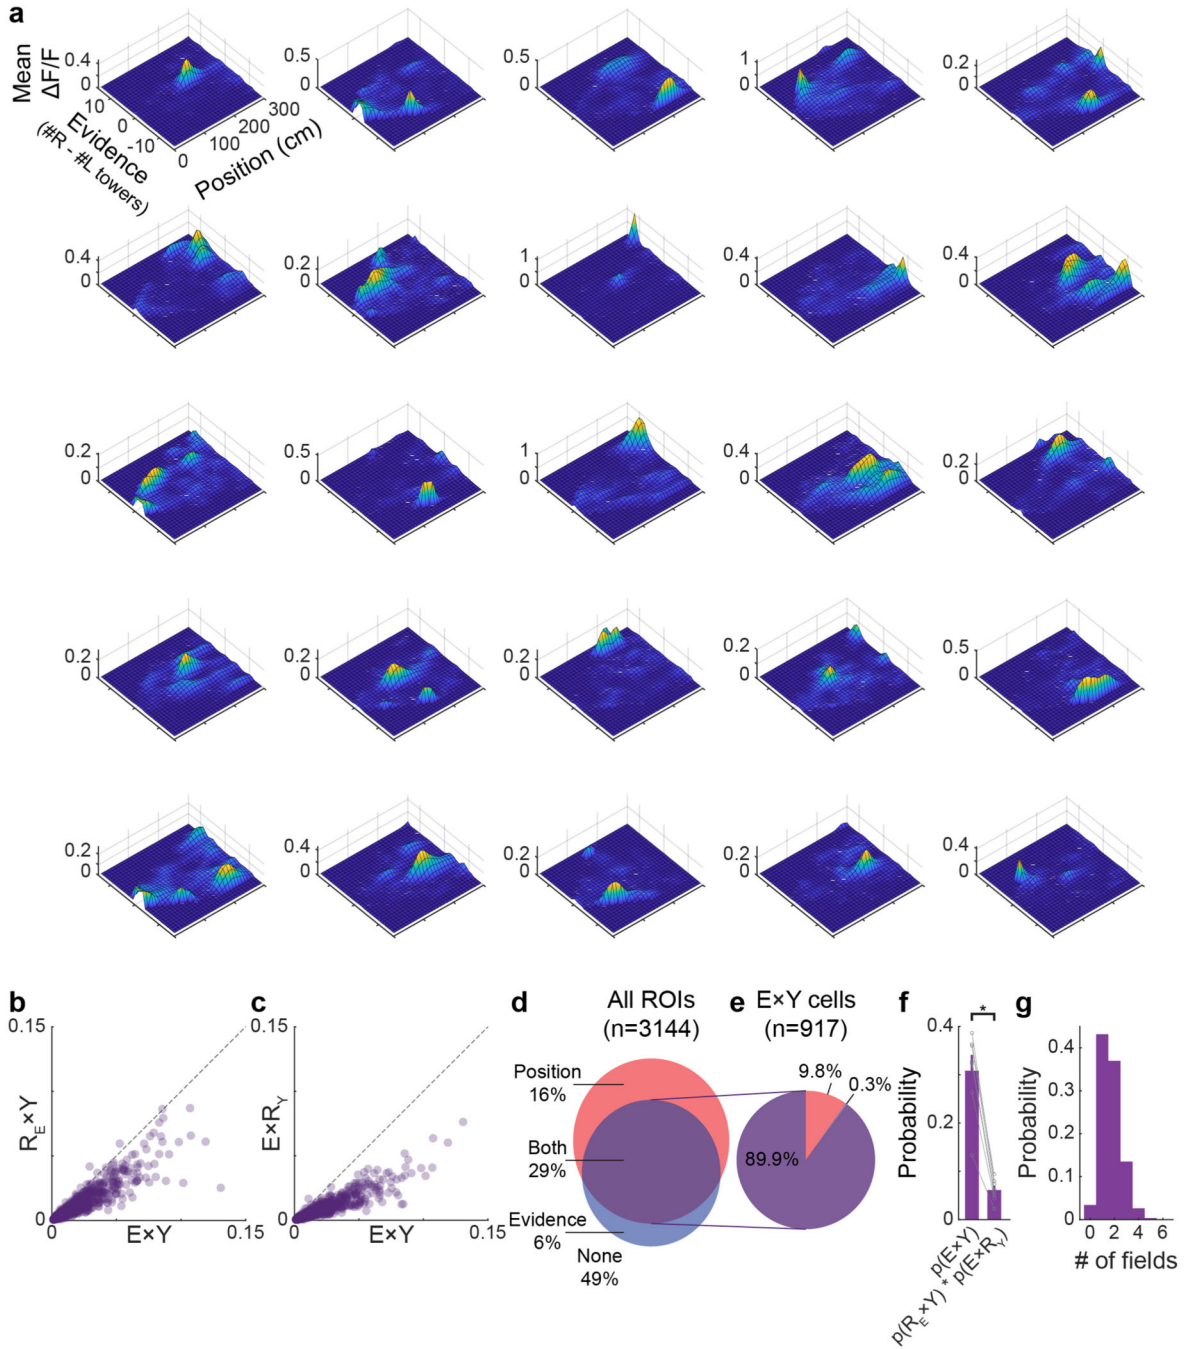 a
Mean
ΔF/F
0.4
0
10
0
-10
Evidence
(#R - #L towers)
0
100
200
300
Position (cm)
0.5
0
0.5
0
1
0
0.2
0
0.4
0
0.2
0
1
0
0.2
0
0.4
0
0.2
0
0.5
0
1
0
0.4
0
0.2
0
0.2
0
0.2
0
0.2
0
0.2
0
0.5
0
0.2
0
0.4
0
0.2
0
0.2
0
0.4
0
b
0.15
R_E×Y
0
E×Y
0.15
c
0.15
E×R_Y
0
E×Y
0.15
d
All ROIs
(n=3144)
Position
16%
Both
29%
Evidence
6%
None
49%
e
E×Y cells
(n=917)
9.8%
0.3%
89.9%
f
*
0.4
0.2
0
Probability
p(E×Y)
p(R_E×Y) * p(E×R_Y)
g
0.4
0.3
0.2
0.1
0
Probability
0 2 4 6
# of fields